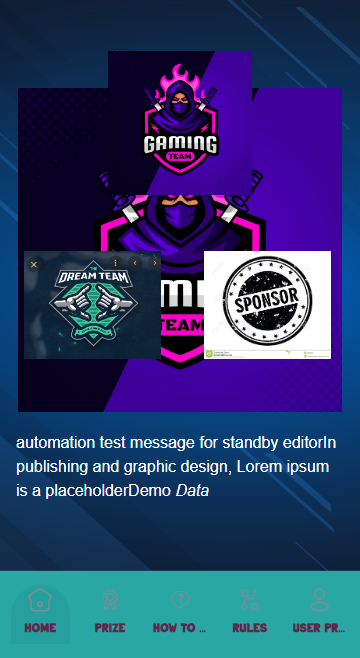 GAMING
TEAM
THE
DREAM TEAM
SPONSOR
TEAM
automation test message for standby editorIn
publishing and graphic design, Lorem ipsum
is a placeholderDemo Data
HOME
PRIZE
HOW TO ...
RULES
USER PR...